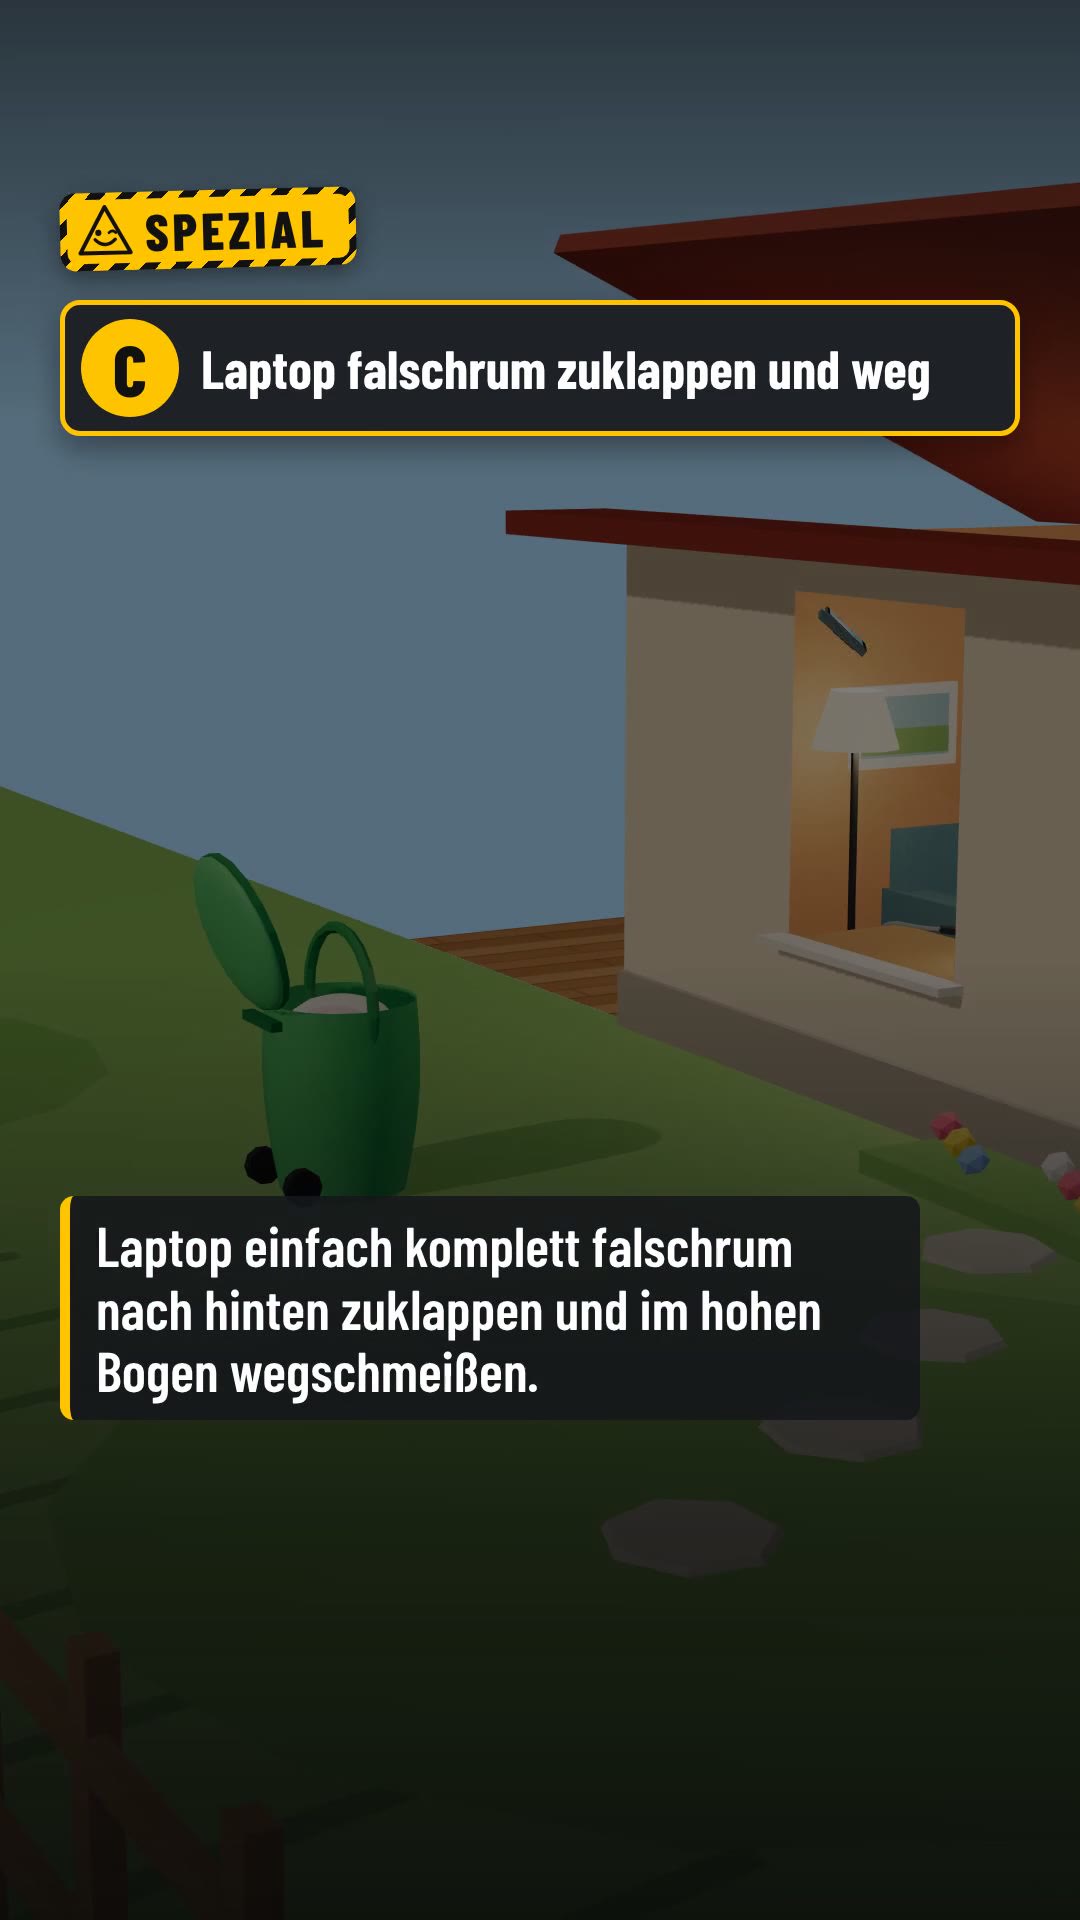 SPEZIAL
C Laptop falschrum zuklappen und weg
Laptop einfach komplett falschrum
nach hinten zuklappen und im hohen
Bogen wegschmeißen.